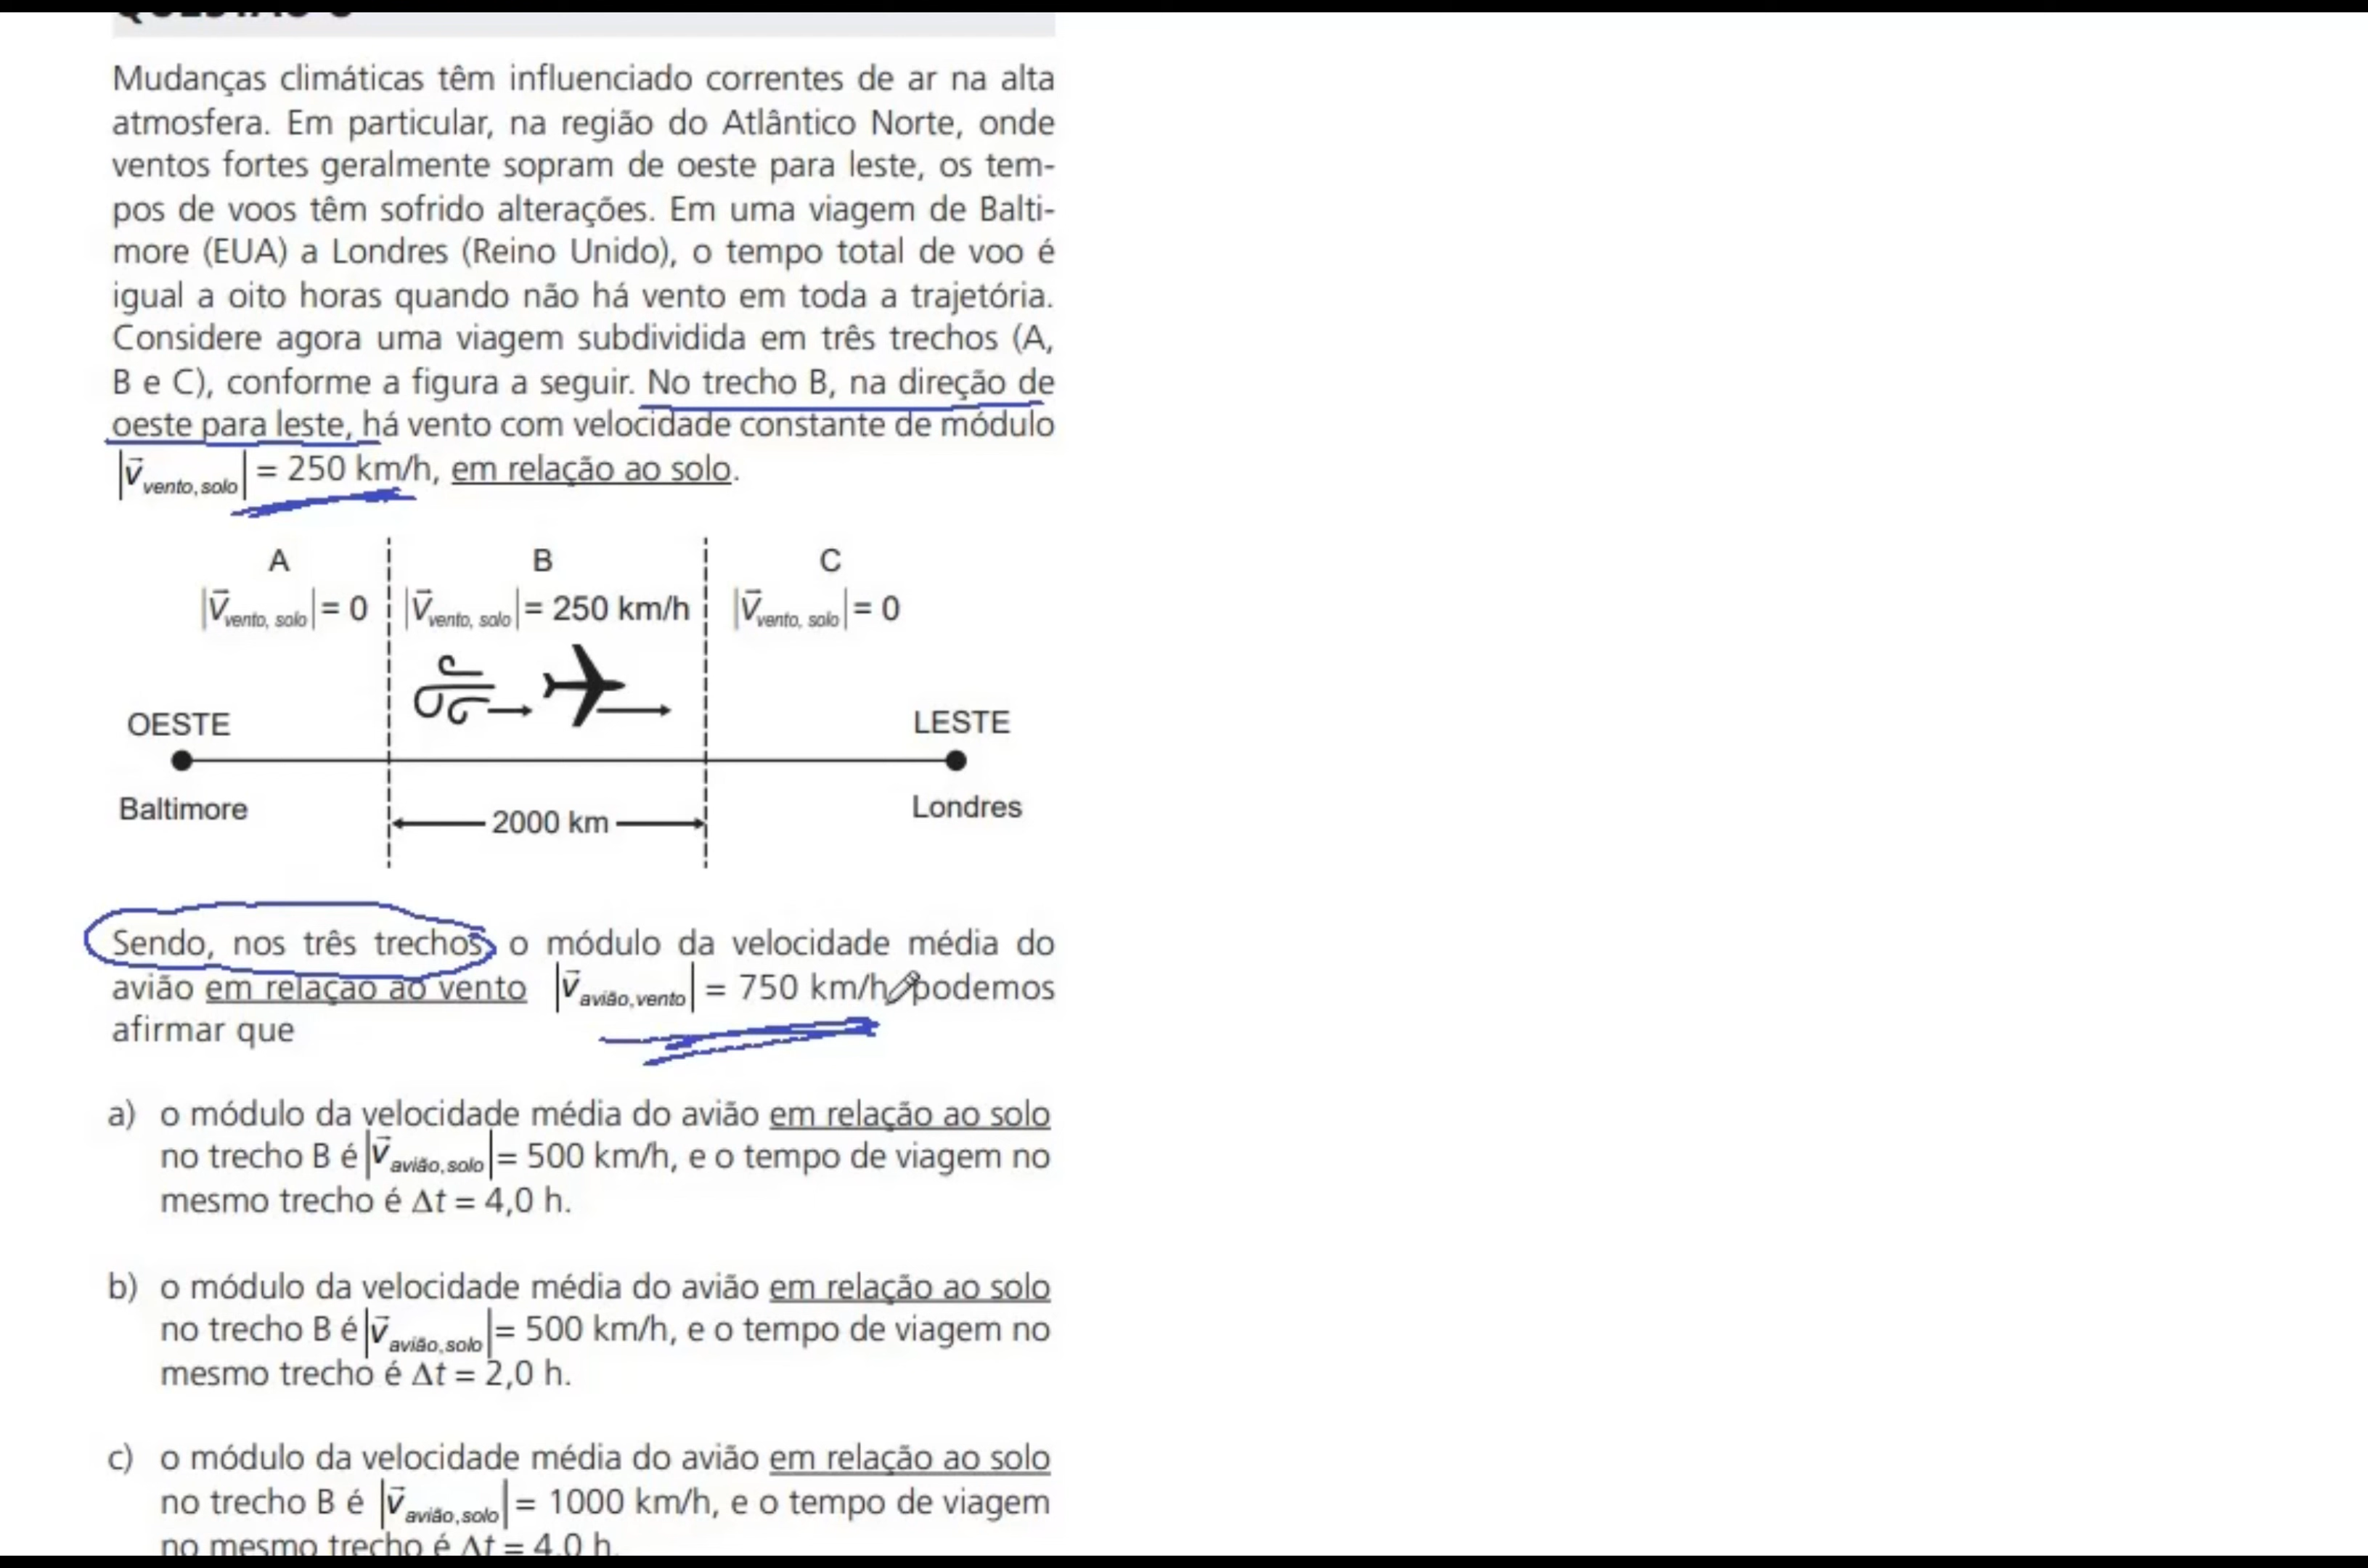 QUESTÃO
Mudanças climáticas têm influenciado correntes de ar na alta
atmosfera. Em particular, na região do Atlântico Norte, onde
ventos fortes geralmente sopram de oeste para leste, os tem-
pos de voos têm sofrido alterações. Em uma viagem de Balti-
more (EUA) a Londres (Reino Unido), o tempo total de voo é
igual a oito horas quando não há vento em toda a trajetória.
Considere agora uma viagem subdividida em três trechos (A,
B e C), conforme a figura a seguir. No trecho B, na direção de
oeste para leste, há vento com velocidade constante de módulo
|v⃗ vento,solo| = 250 km/h, em relação ao solo.
A B C
|V⃗ vento, solo| = 0 |V⃗ vento, solo| = 250 km/h |V⃗ vento, solo| = 0
OESTE LESTE
Baltimore Londres
2000 km
Sendo, nos três trechos, o módulo da velocidade média do
avião em relação ao vento |v⃗ avião,vento| = 750 km/h, podemos
afirmar que
a) o módulo da velocidade média do avião em relação ao solo
no trecho B é |v⃗ avião,solo| = 500 km/h, e o tempo de viagem no
mesmo trecho é Δt = 4,0 h.
b) o módulo da velocidade média do avião em relação ao solo
no trecho B é |v⃗ avião,solo| = 500 km/h, e o tempo de viagem no
mesmo trecho é Δt = 2,0 h.
c) o módulo da velocidade média do avião em relação ao solo
no trecho B é |v⃗ avião,solo| = 1000 km/h, e o tempo de viagem
no mesmo trecho é Δt = 4,0 h.